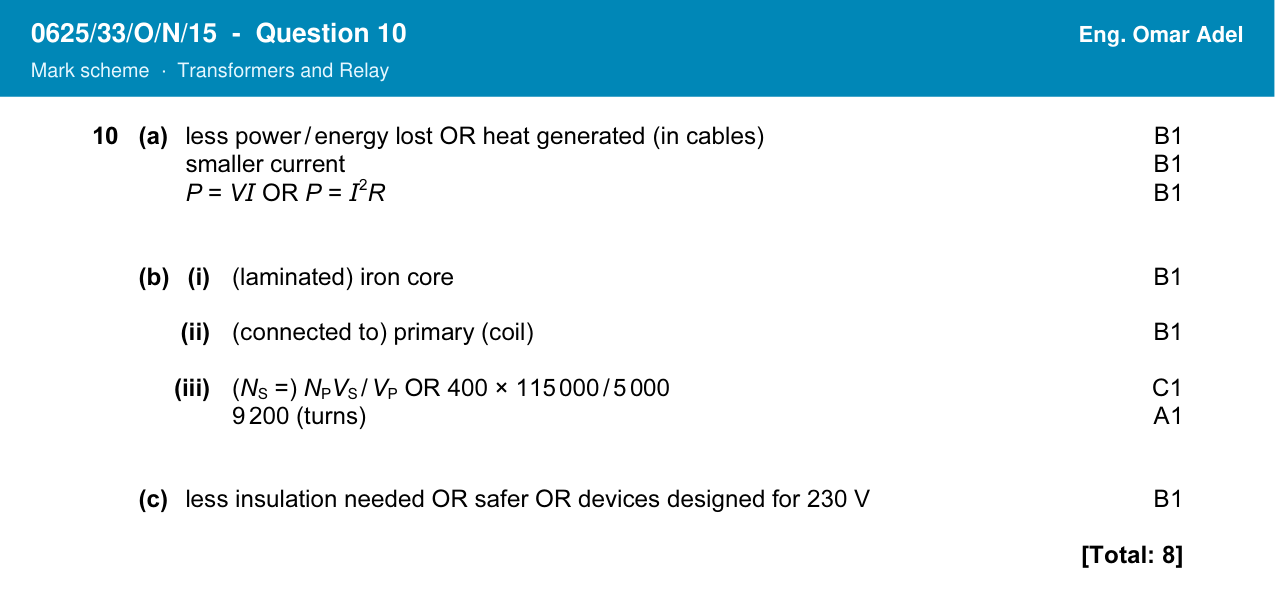 0625/33/O/N/15 - Question 10 Eng. Omar Adel
Mark scheme · Transformers and Relay
10 (a) less power/energy lost OR heat generated (in cables) B1
smaller current B1
P = VI OR P = I²R B1
(b) (i) (laminated) iron core B1
(ii) (connected to) primary (coil) B1
(iii) (Nₛ =) NₚVₛ/Vₚ OR 400 × 115 000/5 000 C1
9 200 (turns) A1
(c) less insulation needed OR safer OR devices designed for 230 V B1
[Total: 8]